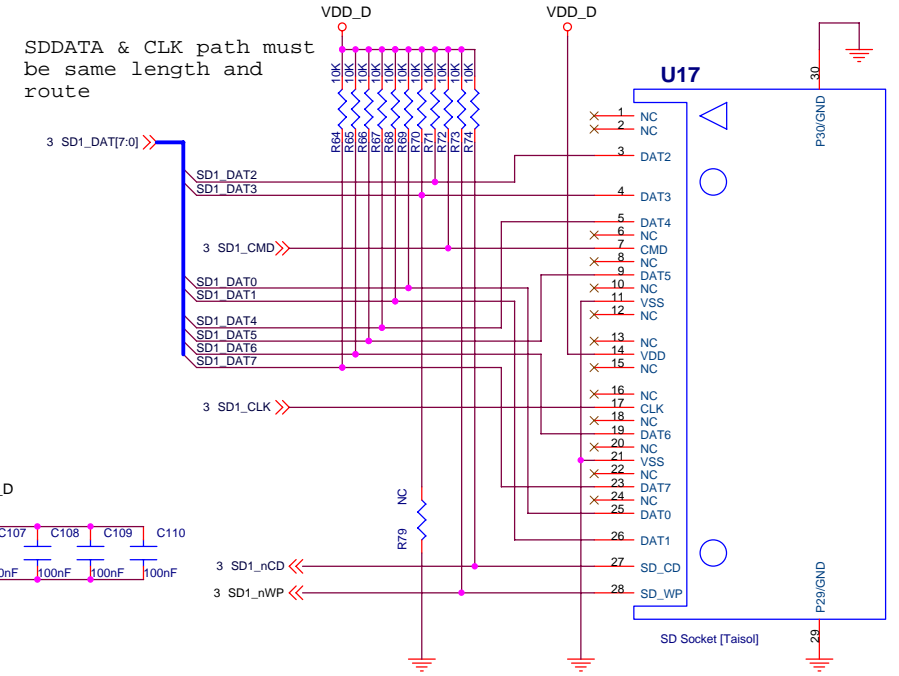 VDD_D
VDD_D
SDDATA & CLK path must
be same length and
route
U17
10K
10K
10K
10K
10K
10K
10K
10K
10K
10K
10K
R64
R65
R66
R67
R68
R69
R70
R71
R72
R73
R74
30
P30/GND
1 NC
2 NC
3 SD1_DAT[7:0]
3 DAT2
SD1_DAT2
SD1_DAT3
4 DAT3
5 DAT4
6 NC
3 SD1_CMD
7 CMD
8 NC
9 DAT5
SD1_DAT0
10 NC
SD1_DAT1
11 VSS
12 NC
SD1_DAT4
SD1_DAT5
13 NC
SD1_DAT6
14 VDD
SD1_DAT7
15 NC
16 NC
3 SD1_CLK
17 CLK
18 NC
19 DAT6
20 NC
21 VSS
22 NC
23 DAT7
_D
24 NC
NC
25 DAT0
R79
C107
C108
C109
C110
26 DAT1
0nF
100nF
100nF
100nF
3 SD1_nCD
27 SD_CD
3 SD1_nWP
28 SD_WP
P29/GND
29
SD Socket [Taisol]